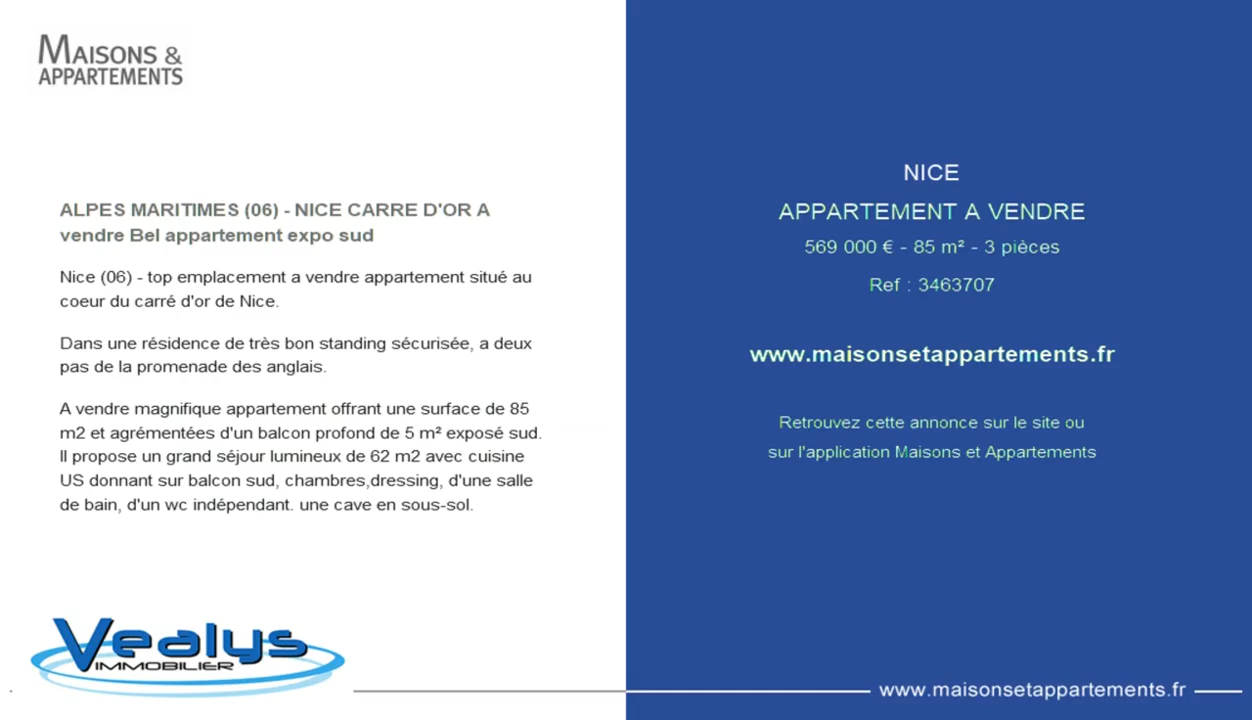 MAISONS &
APPARTEMENTS
ALPES MARITIMES (06) - NICE CARRE D'OR A
vendre Bel appartement expo sud
Nice (06) - top emplacement a vendre appartement situé au
coeur du carré d'or de Nice.
Dans une résidence de très bon standing sécurisée, a deux
pas de la promenade des anglais.
A vendre magnifique appartement offrant une surface de 85
m2 et agrémentées d'un balcon profond de 5 m² exposé sud.
Il propose un grand séjour lumineux de 62 m2 avec cuisine
US donnant sur balcon sud, chambres,dressing, d'une salle
de bain, d'un wc indépendant. une cave en sous-sol.
Vealys
IMMOBILIER
NICE
APPARTEMENT A VENDRE
569 000 € - 85 m² - 3 pièces
Ref : 3463707
www.maisonsetappartements.fr
Retrouvez cette annonce sur le site ou
sur l'application Maisons et Appartements
www.maisonsetappartements.fr